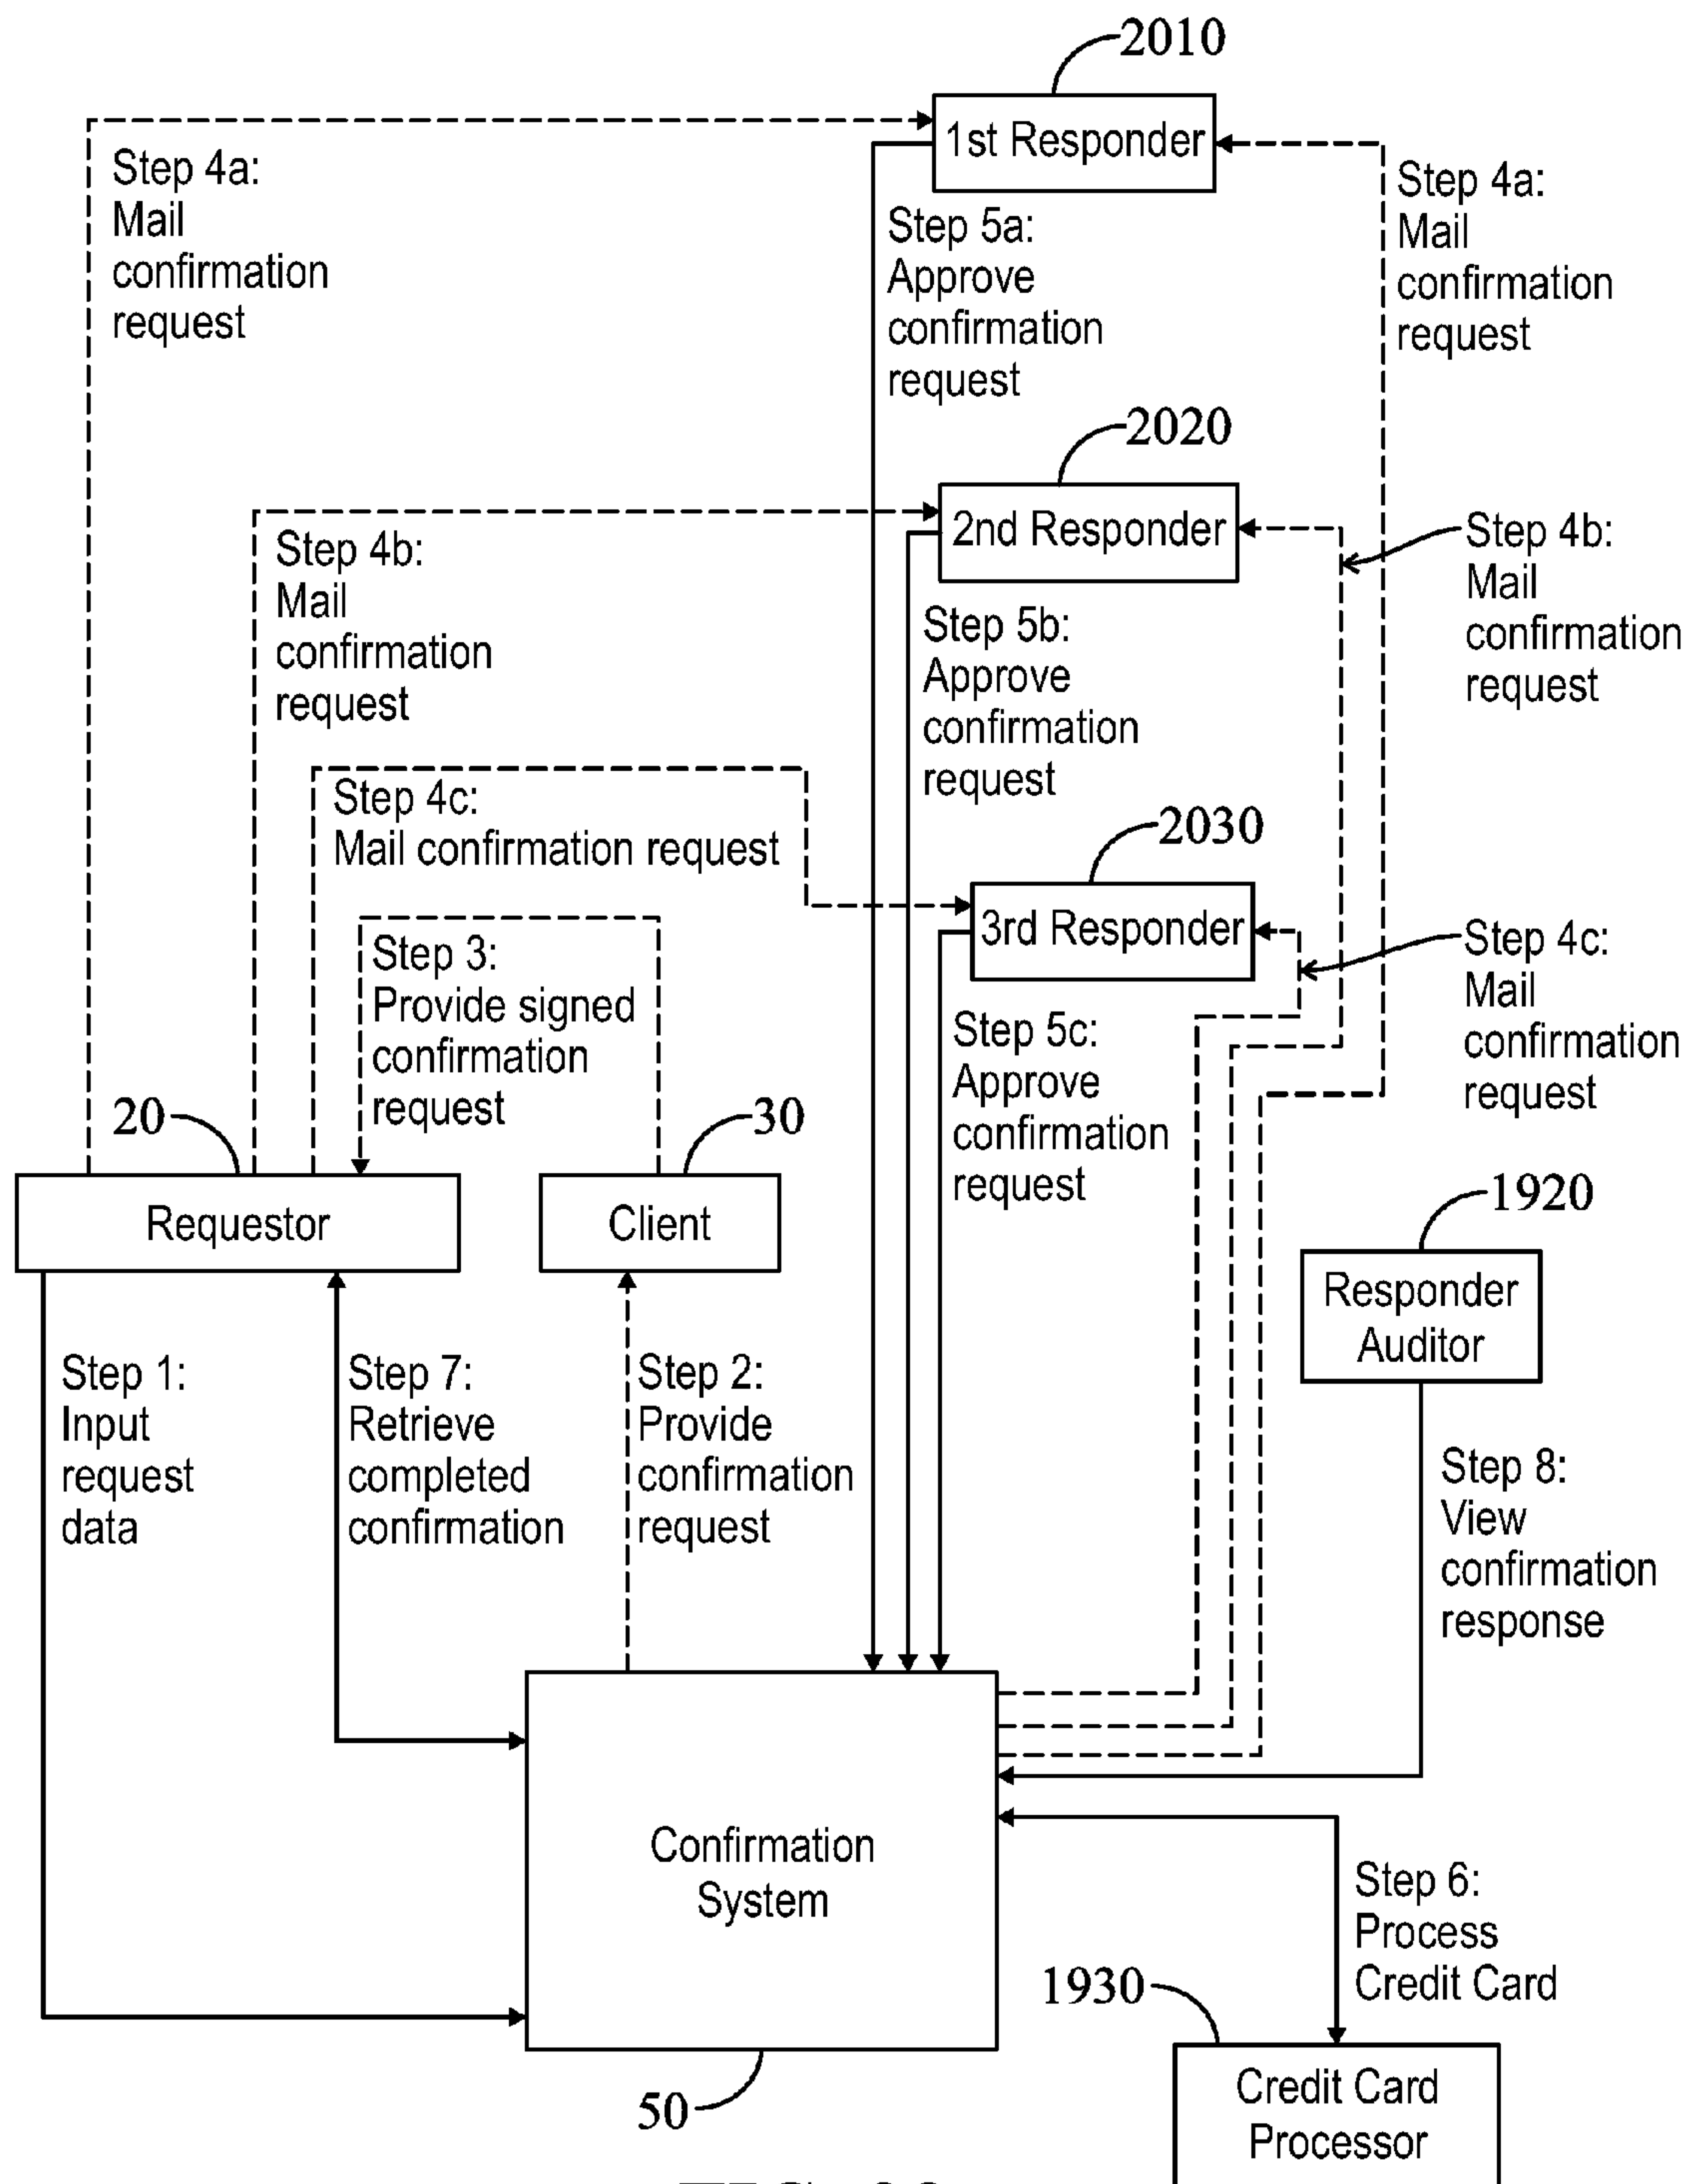 2010
1st Responder
Step 4a:
Mail
confirmation
request
Step 4a:
Mail
confirmation
request
Step 5a:
Approve
confirmation
request
2020
2nd Responder
Step 4b:
Mail
confirmation
request
Step 4b:
Mail
confirmation
request
Step 5b:
Approve
confirmation
request
Step 4c:
Mail confirmation request
2030
3rd Responder
Step 4c:
Mail
confirmation
request
Step 3:
Provide signed
confirmation
request
Step 5c:
Approve
confirmation
request
20
30
Requestor
Client
1920
Responder
Auditor
Step 1:
Input
request
data
Step 7:
Retrieve
completed
confirmation
Step 2:
Provide
confirmation
request
Step 8:
View
confirmation
response
Confirmation
System
Step 6:
Process
Credit Card
1930
50
Credit Card
Processor